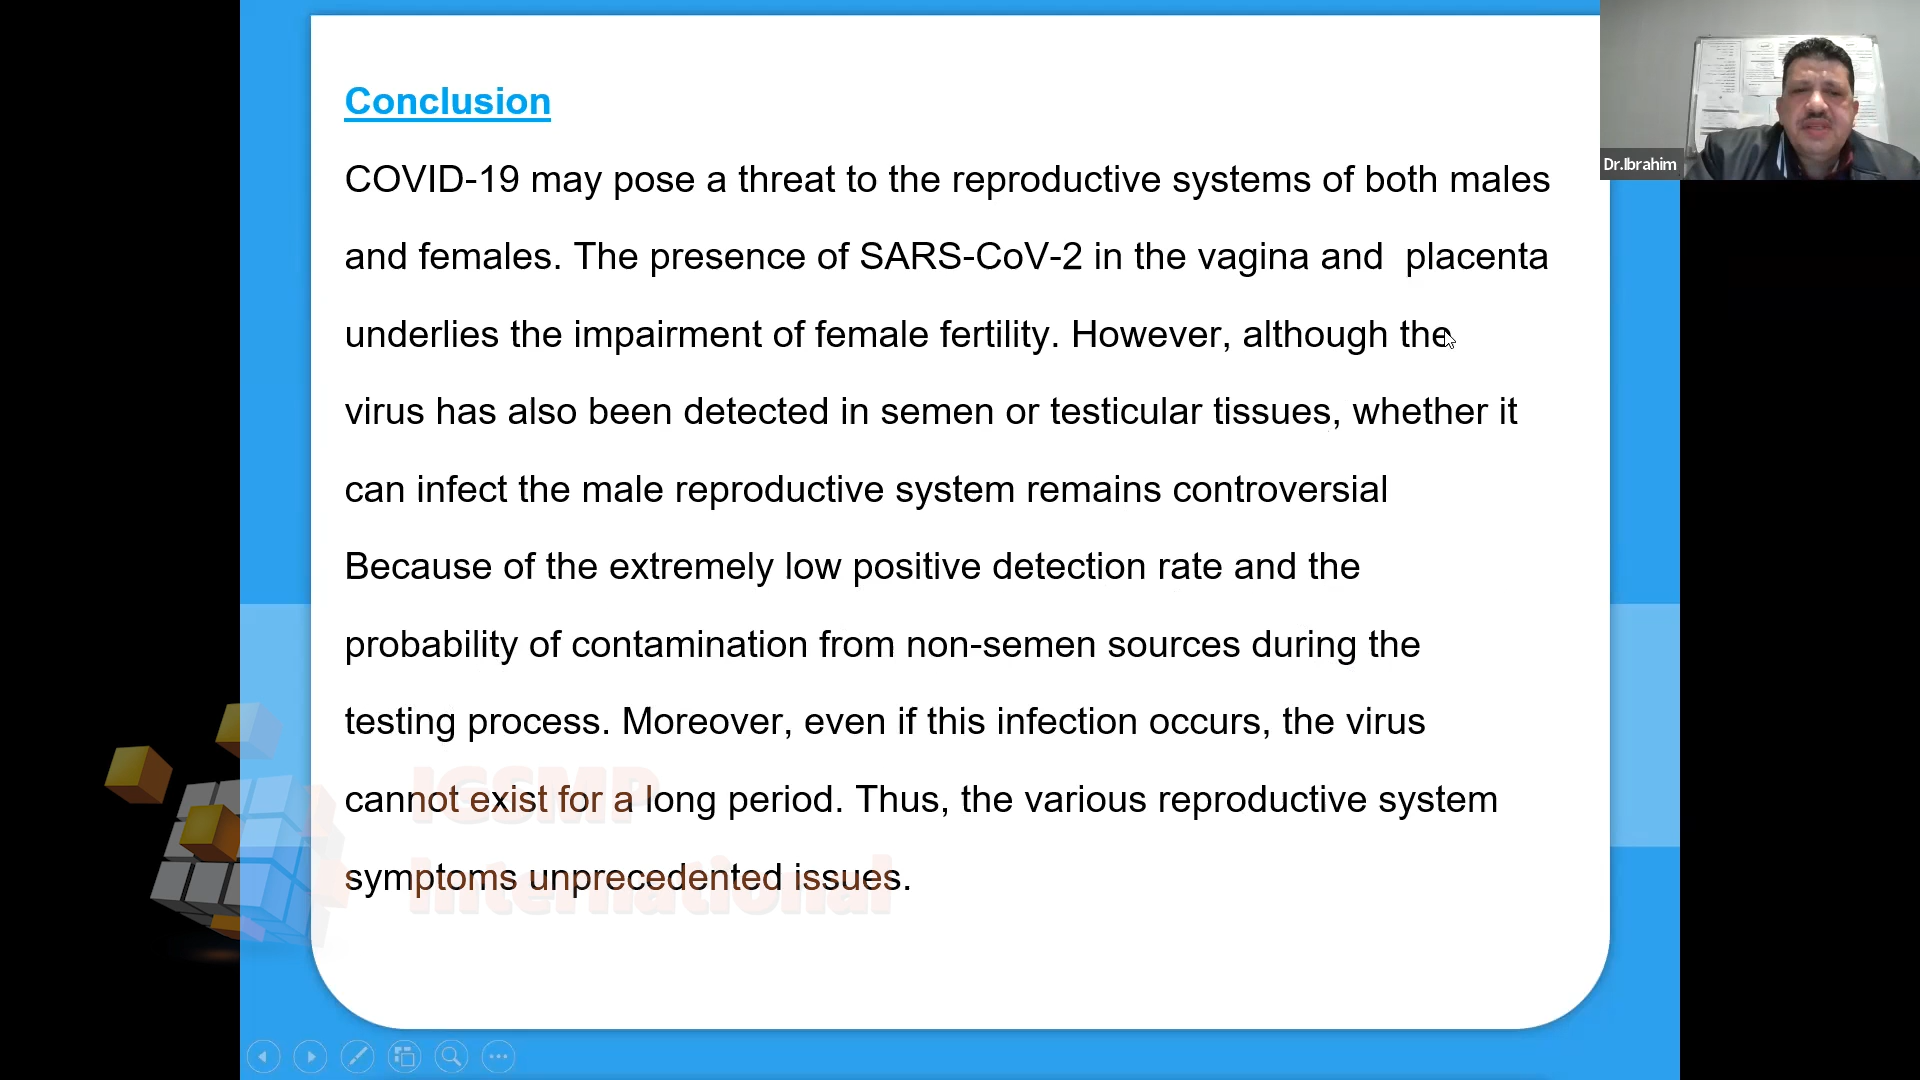 Conclusion
COVID-19 may pose a threat to the reproductive systems of both males
and females. The presence of SARS-CoV-2 in the vagina and placenta
underlies the impairment of female fertility. However, although the
virus has also been detected in semen or testicular tissues, whether it
can infect the male reproductive system remains controversial
Because of the extremely low positive detection rate and the
probability of contamination from non-semen sources during the
testing process. Moreover, even if this infection occurs, the virus
cannot exist for a long period. Thus, the various reproductive system
symptoms unprecedented issues.
Dr.Ibrahim
IGSMP
international